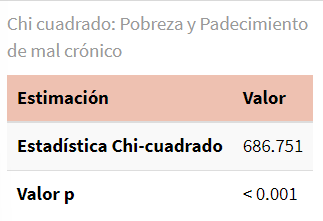 Chi cuadrado: Pobreza y Padecimiento
de mal crónico
Estimación Valor
Estadística Chi-cuadrado 686.751
Valor p < 0.001